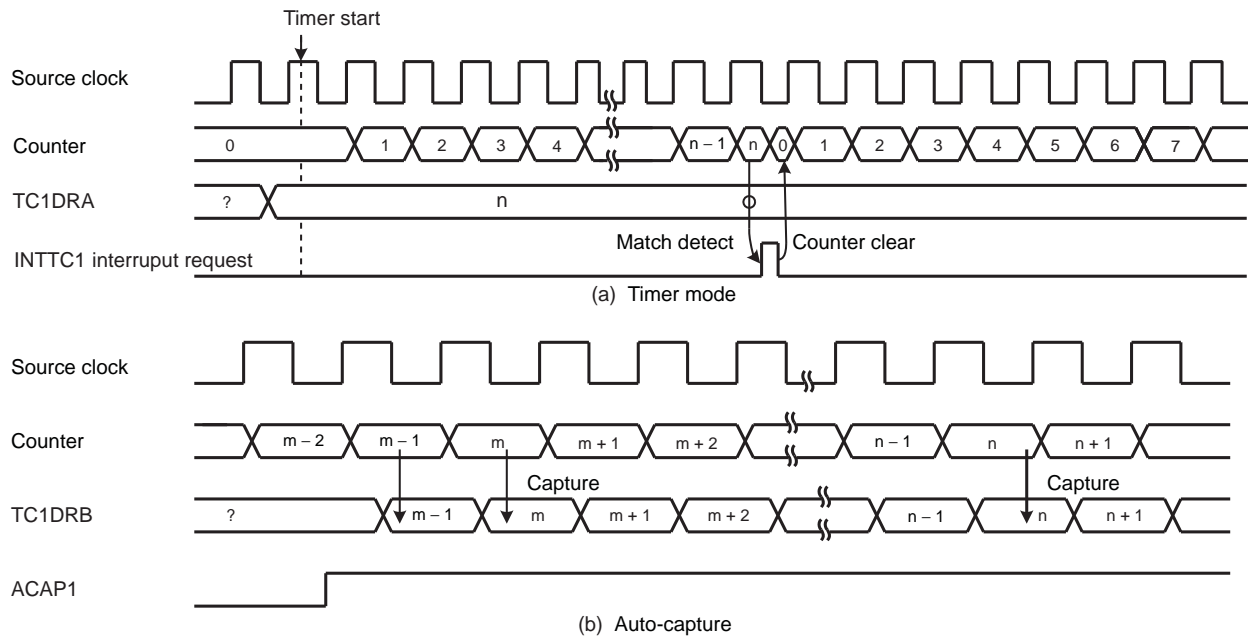 Timer start
Source clock
Counter 0 1 2 3 4 n – 1 n 0 1 2 3 4 5 6 7
TC1DRA ? n
Match detect Counter clear
INTTC1 interruput request
(a) Timer mode
Source clock
Counter m – 2 m – 1 m m + 1 m + 2 n – 1 n n + 1
Capture Capture
TC1DRB ? m – 1 m m + 1 m + 2 n – 1 n n + 1
ACAP1
(b) Auto-capture